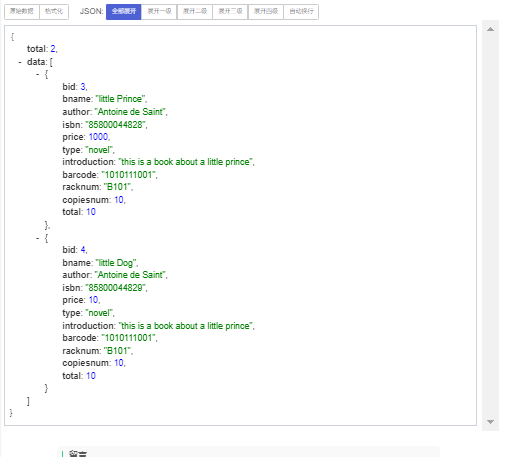 原始数据 格式化 JSON: 全部展开 展开一级 展开二级 展开三级 展开四级 自动换行
{
total: 2,
- data: [
- {
bid: 3,
bname: "little Prince",
author: "Antoine de Saint",
isbn: "85800044828",
price: 1000,
type: "novel",
introduction: "this is a book about a little prince",
barcode: "1010111001",
racknum: "B101",
copiesnum: 10,
total: 10
},
- {
bid: 4,
bname: "little Dog",
author: "Antoine de Saint",
isbn: "85800044829",
price: 10,
type: "novel",
introduction: "this is a book about a little prince",
barcode: "1010111001",
racknum: "B101",
copiesnum: 10,
total: 10
}
]
}
留言